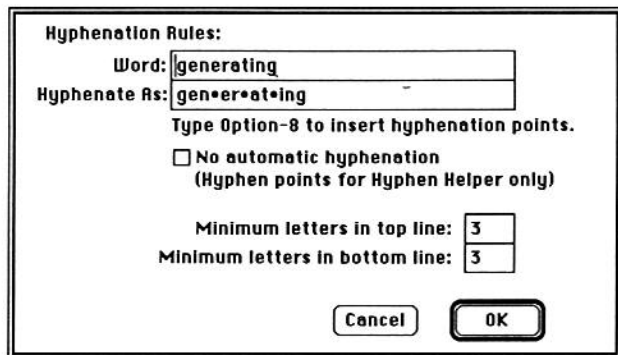 Hyphenation Rules:
Word: generating
Hyphenate As: gen•er•at•ing
Type Option-8 to insert hyphenation points.
No automatic hyphenation
(Hyphen points for Hyphen Helper only)
Minimum letters in top line: 3
Minimum letters in bottom line: 3
Cancel OK